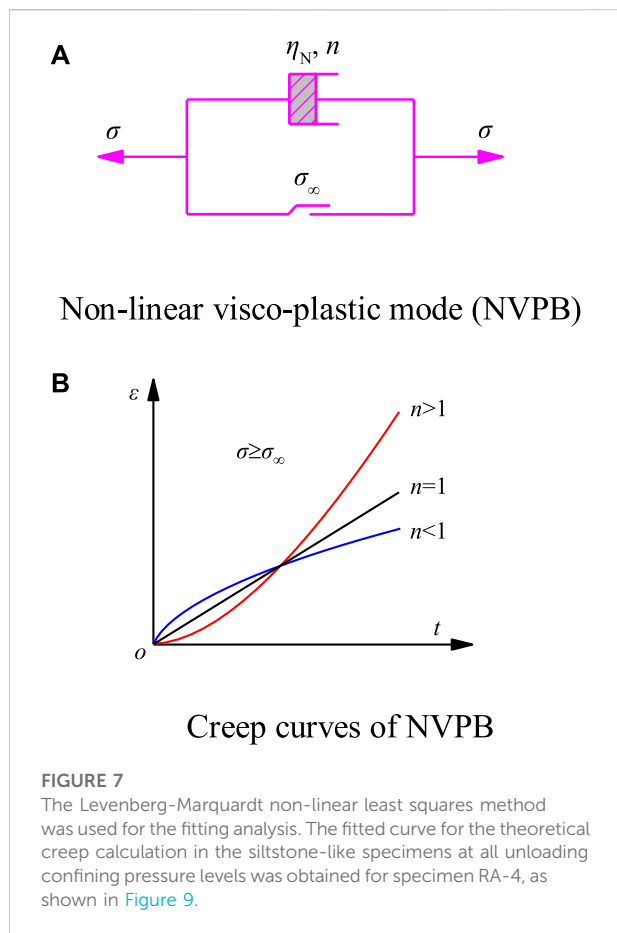 A
η_N, n
σ
σ
σ_∞
Non-linear visco-plastic mode (NVPB)
B
ε
n>1
σ≥σ_∞
n=1
n<1
t
o
Creep curves of NVPB
FIGURE 7
The Levenberg-Marquardt non-linear least squares method
was used for the fitting analysis. The fitted curve for the theoretical
creep calculation in the siltstone-like specimens at all unloading
confining pressure levels was obtained for specimen RA-4, as
shown in Figure 9.